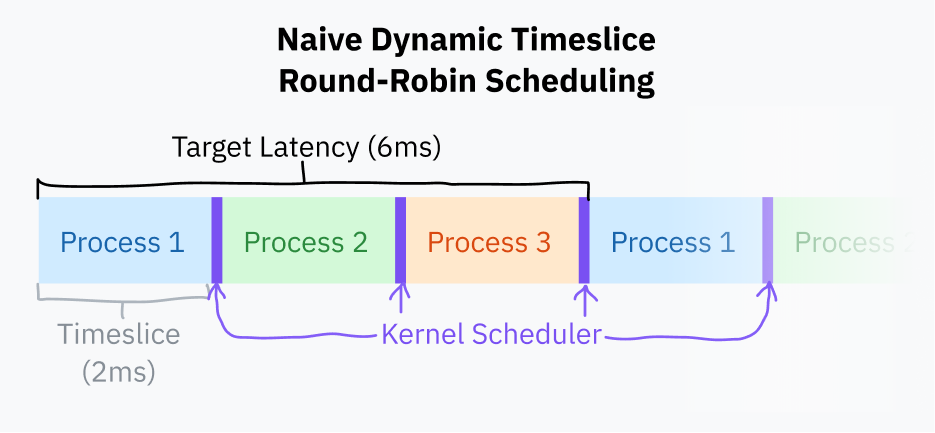 Naive Dynamic Timeslice
Round-Robin Scheduling
Target Latency (6ms)
Process 1 Process 2 Process 3 Process 1 Process
Kernel Scheduler
Timeslice
(2ms)